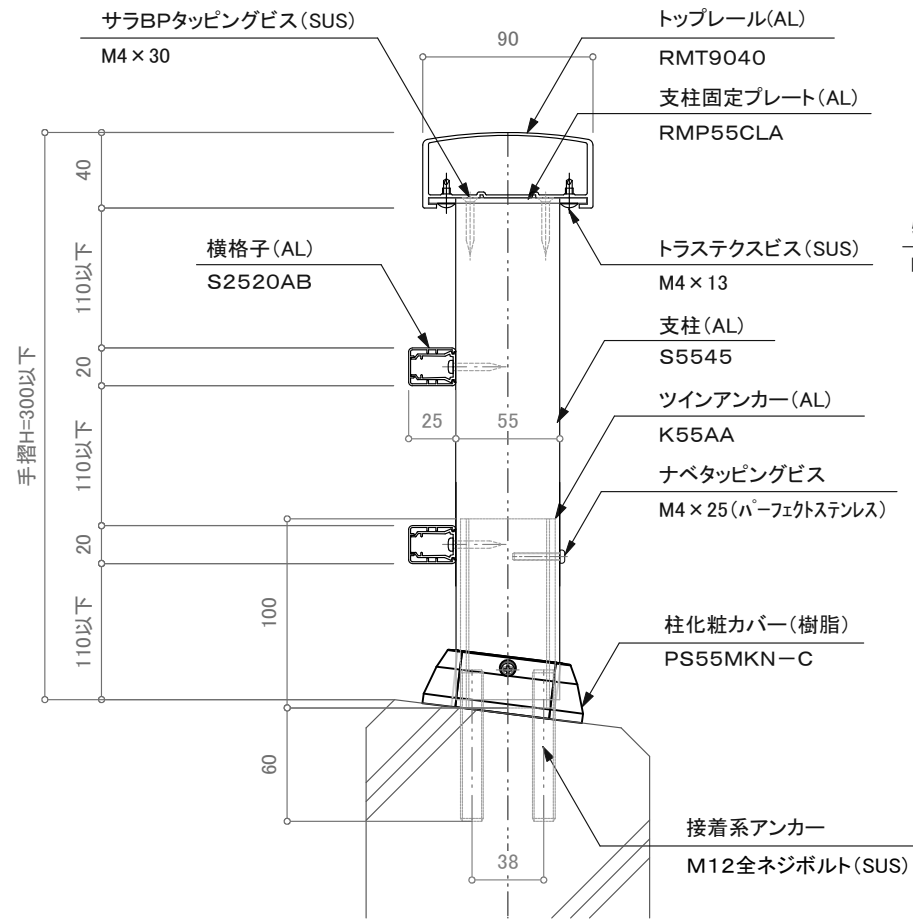 サラBPタッピングビス(SUS)
M4×30
90
トップレール(AL)
RMT9040
支柱固定プレート(AL)
RMP55CLA
40
横格子(AL)
S2520AB
トラステクスビス(SUS)
M4×13
110以下
支柱(AL)
S5545
20
手摺H=300以下
25
55
ツインアンカー(AL)
K55AA
110以下
ナベタッピングビス
M4×25(パーフェクトステンレス)
20
100
110以下
柱化粧カバー(樹脂)
PS55MKN-C
60
38
接着系アンカー
M12全ネジボルト(SUS)